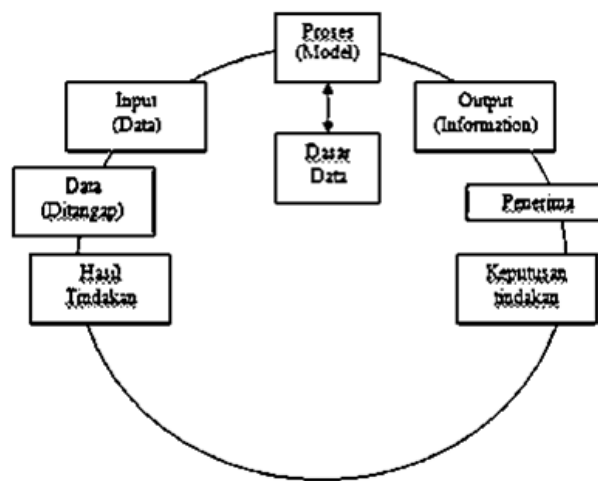 Proses
(Model)
Input
(Data)
Output
(Information)
Dasar
Data
Data
(Ditangap)
Penerima
Hasil
Tindakan
Keputusan
tindakan